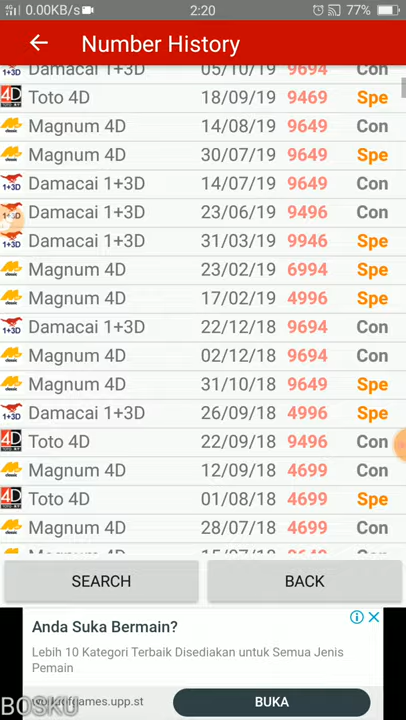 4G 0.00KB/s 2:20 77%
Number History
Damacai 1+3D 05/10/19 9694 Con
Toto 4D 18/09/19 9469 Spe
Magnum 4D 14/08/19 9649 Con
Magnum 4D 30/07/19 9649 Spe
Damacai 1+3D 14/07/19 9649 Con
Damacai 1+3D 23/06/19 9496 Con
Damacai 1+3D 31/03/19 9946 Spe
Magnum 4D 23/02/19 6994 Spe
Magnum 4D 17/02/19 4996 Spe
Damacai 1+3D 22/12/18 9694 Con
Magnum 4D 02/12/18 9694 Con
Magnum 4D 31/10/18 9649 Spe
Damacai 1+3D 26/09/18 4996 Spe
Toto 4D 22/09/18 9496 Con
Magnum 4D 12/09/18 4699 Con
Toto 4D 01/08/18 4699 Spe
Magnum 4D 28/07/18 4699 Con
SEARCH BACK
Anda Suka Bermain?
Lebih 10 Kategori Terbaik Disediakan untuk Semua Jenis
Pemain
BUKA
BOSKU